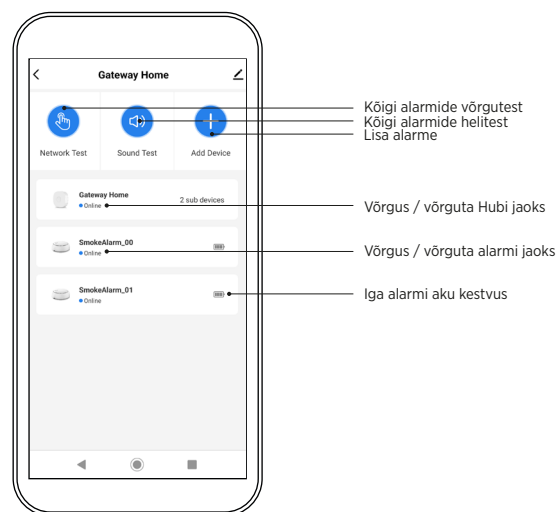 Gateway Home
Network Test
Sound Test
Add Device
Gateway Home
Online
2 sub devices
SmokeAlarm_00
Online
SmokeAlarm_01
Online
Kõigi alarmide võrgutest
Kõigi alarmide helitest
Lisa alarme
Võrgus / võrguta Hubi jaoks
Võrgus / võrguta alarmi jaoks
Iga alarmi aku kestvus